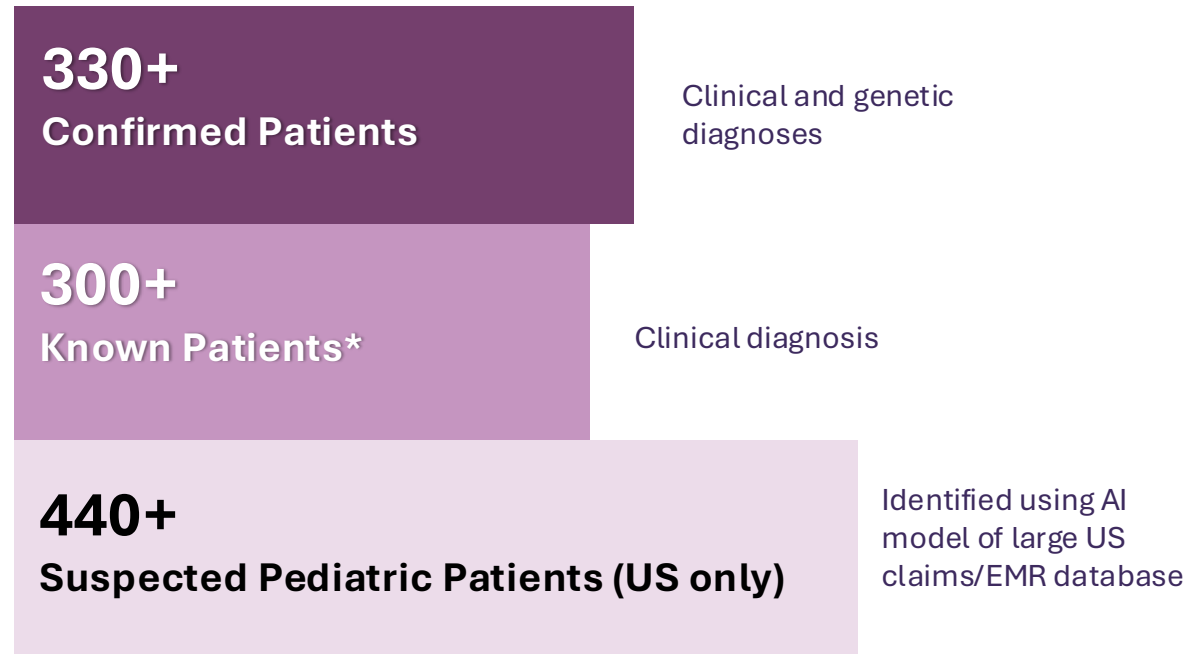 330+
Confirmed Patients
Clinical and genetic
diagnoses
300+
Known Patients*
Clinical diagnosis
440+
Suspected Pediatric Patients (US only)
Identified using AI
model of large US
claims/EMR database